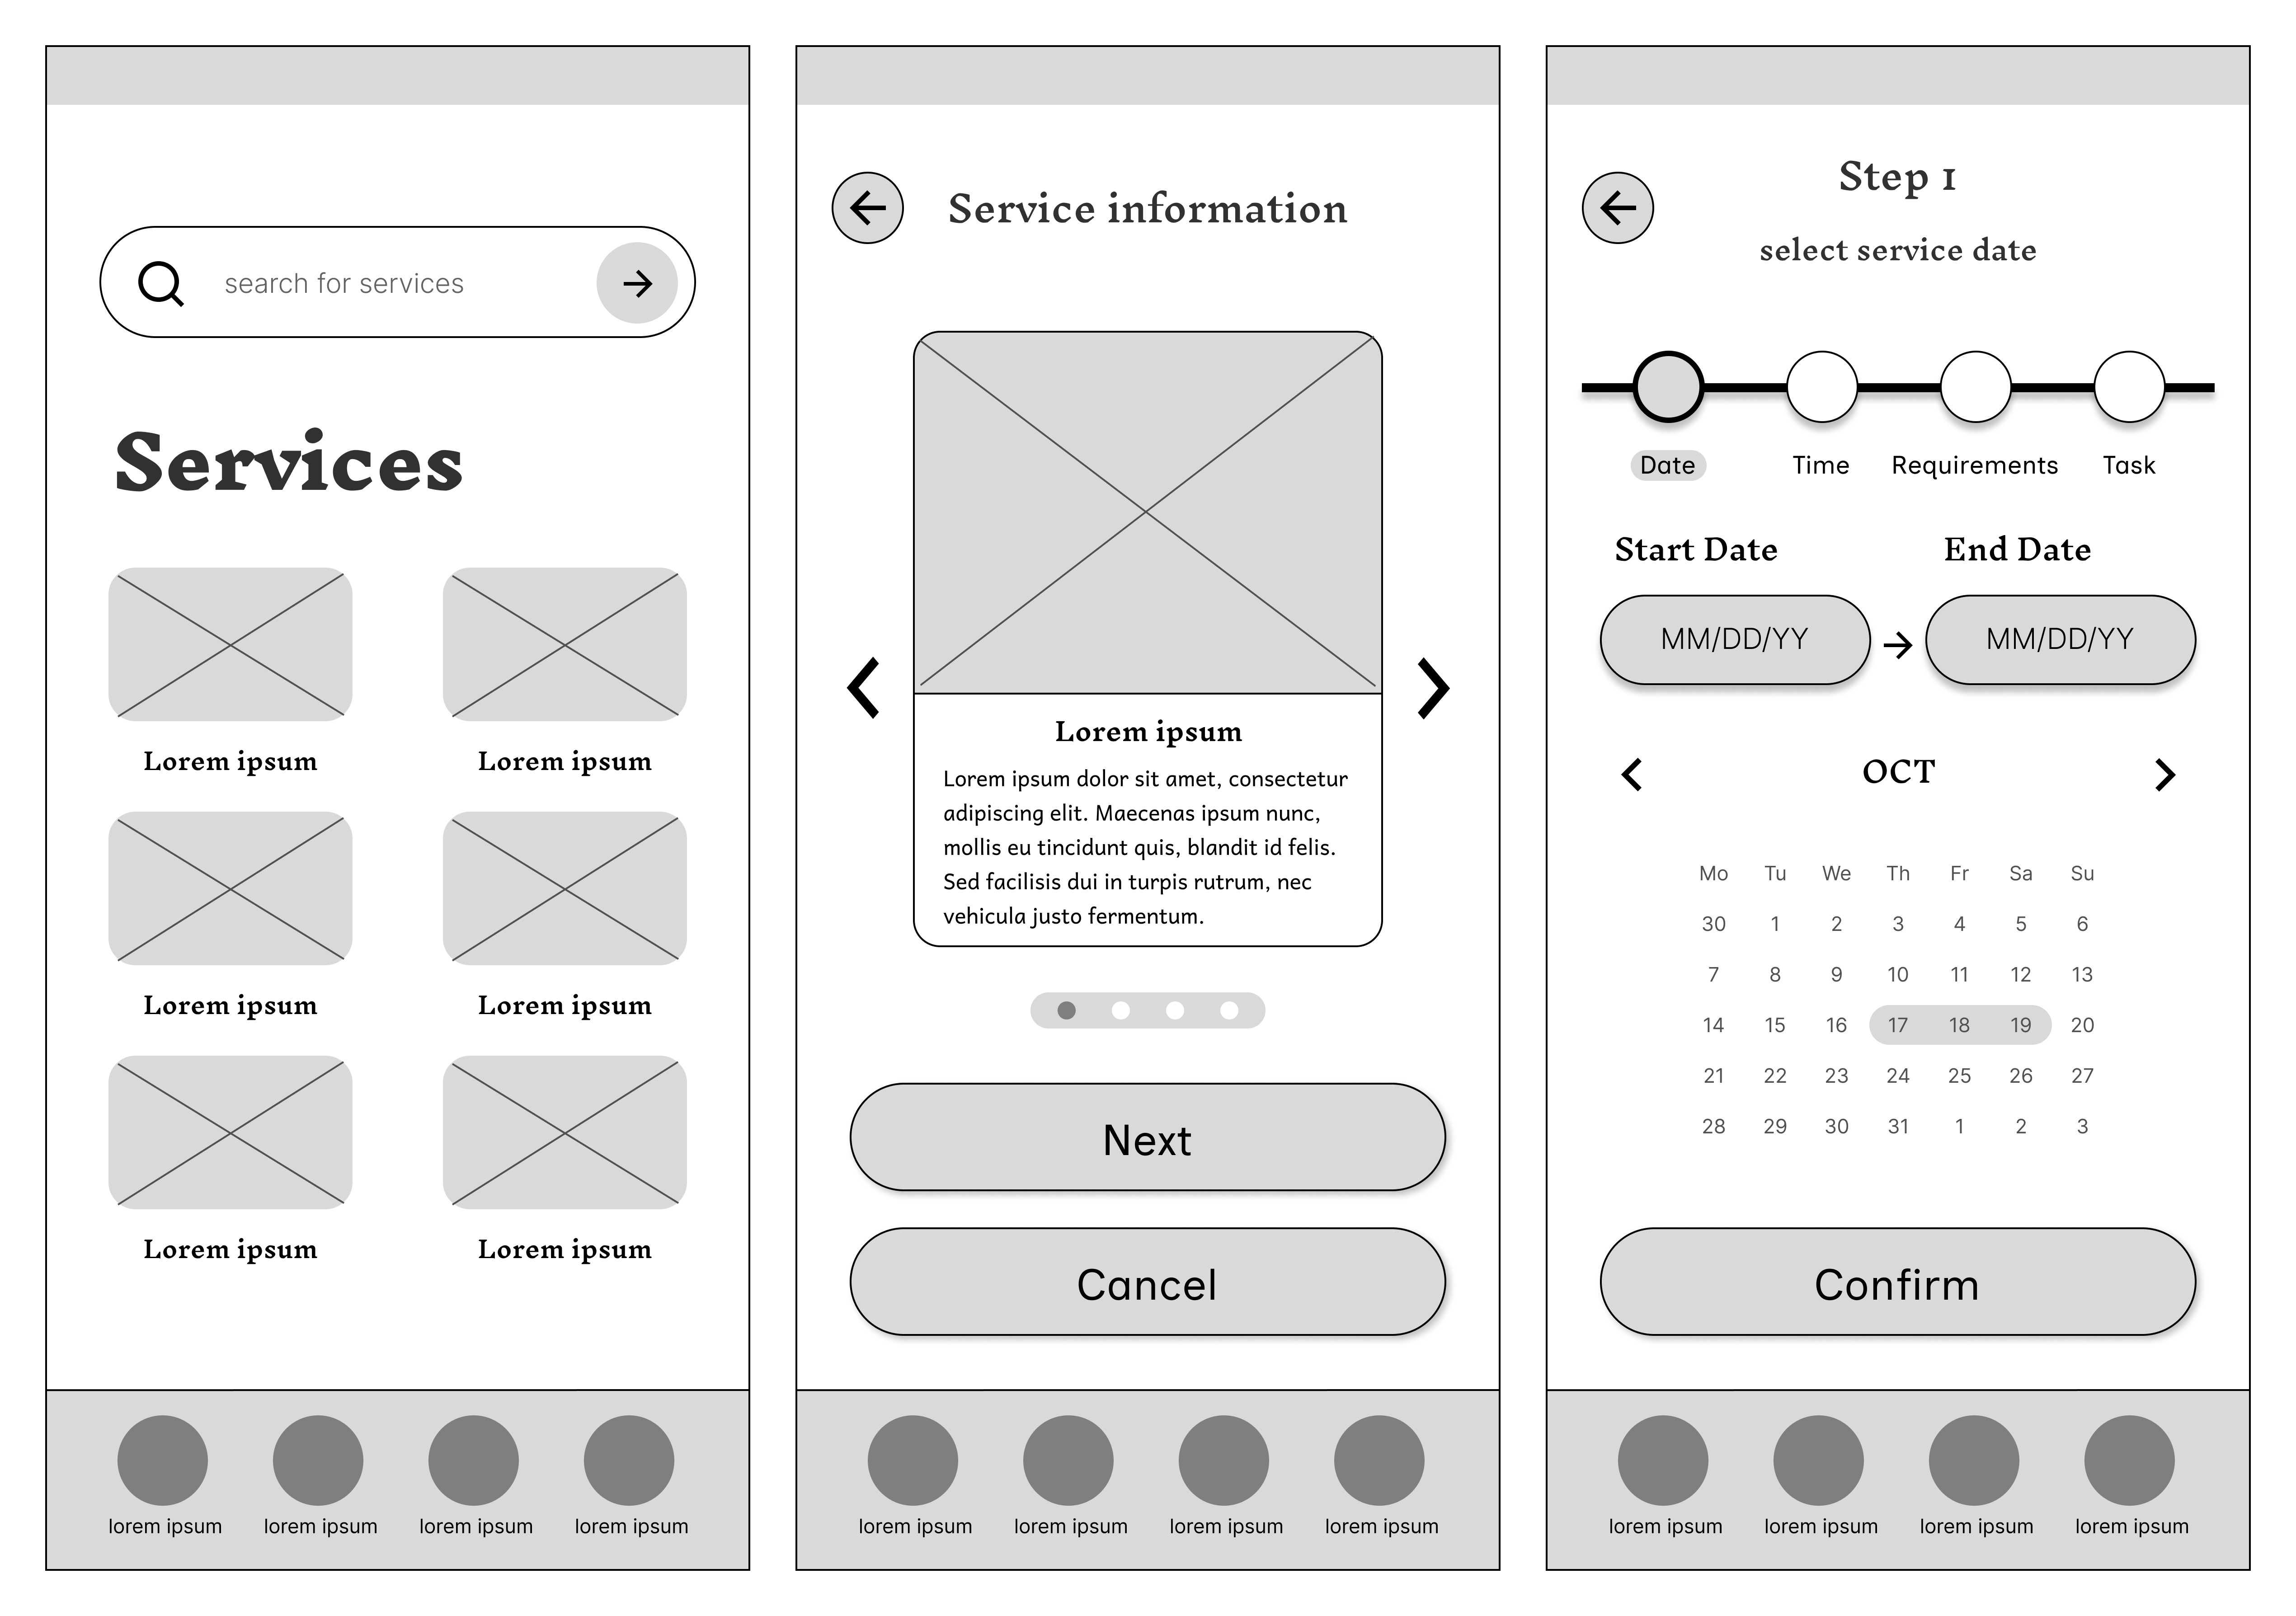 search for services
Services
Lorem ipsum
Lorem ipsum
Lorem ipsum
Lorem ipsum
Lorem ipsum
Lorem ipsum
lorem ipsum
lorem ipsum
lorem ipsum
lorem ipsum
Service information
Lorem ipsum
Lorem ipsum dolor sit amet, consectetur
adipiscing elit. Maecenas ipsum nunc,
mollis eu tincidunt quis, blandit id felis.
Sed facilisis dui in turpis rutrum, nec
vehicula justo fermentum.
Next
Cancel
lorem ipsum
lorem ipsum
lorem ipsum
lorem ipsum
Step 1
select service date
Date Time Requirements Task
Start Date End Date
MM/DD/YY MM/DD/YY
OCT
Mo Tu We Th Fr Sa Su
30 1 2 3 4 5 6
7 8 9 10 11 12 13
14 15 16 17 18 19 20
21 22 23 24 25 26 27
28 29 30 31 1 2 3
Confirm
lorem ipsum
lorem ipsum
lorem ipsum
lorem ipsum